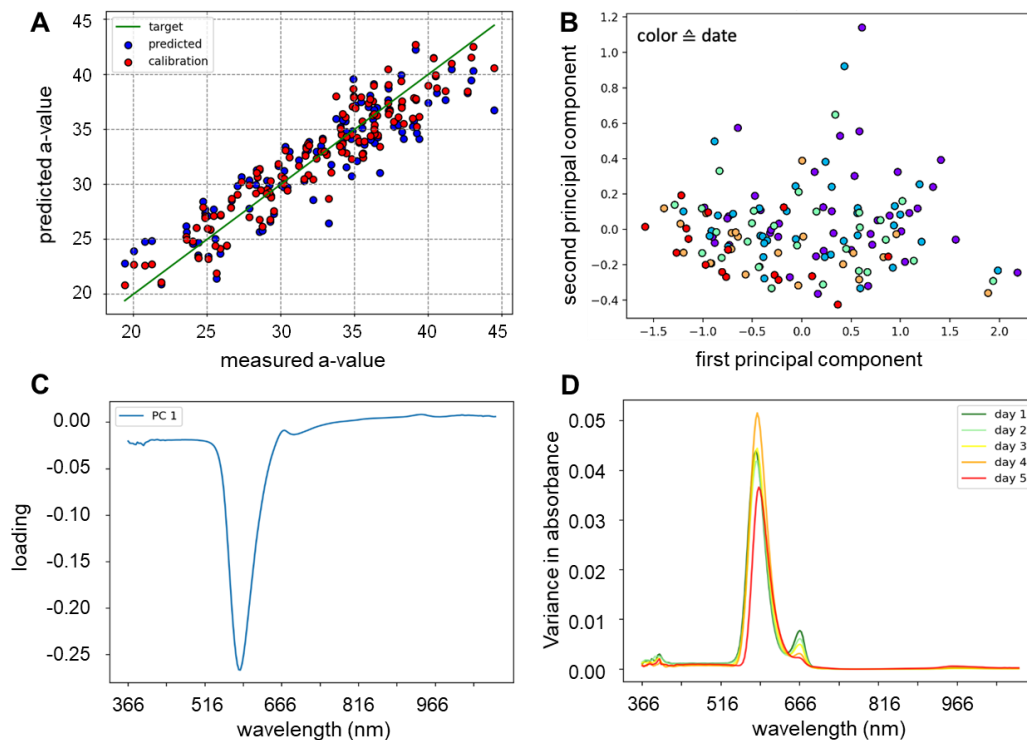 A
target
predicted
calibration
45
40
35
30
25
20
predicted a-value
20
25
30
35
40
45
measured a-value
B
color ≙ date
1.2
1.0
0.8
0.6
0.4
0.2
0.0
-0.2
-0.4
second principal component
−1.5
−1.0
−0.5
0.0
0.5
1.0
1.5
2.0
first principal component
C
PC 1
0.00
-0.05
-0.10
-0.15
-0.20
-0.25
loading
366
516
666
816
966
wavelength (nm)
D
day 1
day 2
day 3
day 4
day 5
0.05
0.04
0.03
0.02
0.01
0.00
Variance in absorbance
366
516
666
816
966
wavelength (nm)